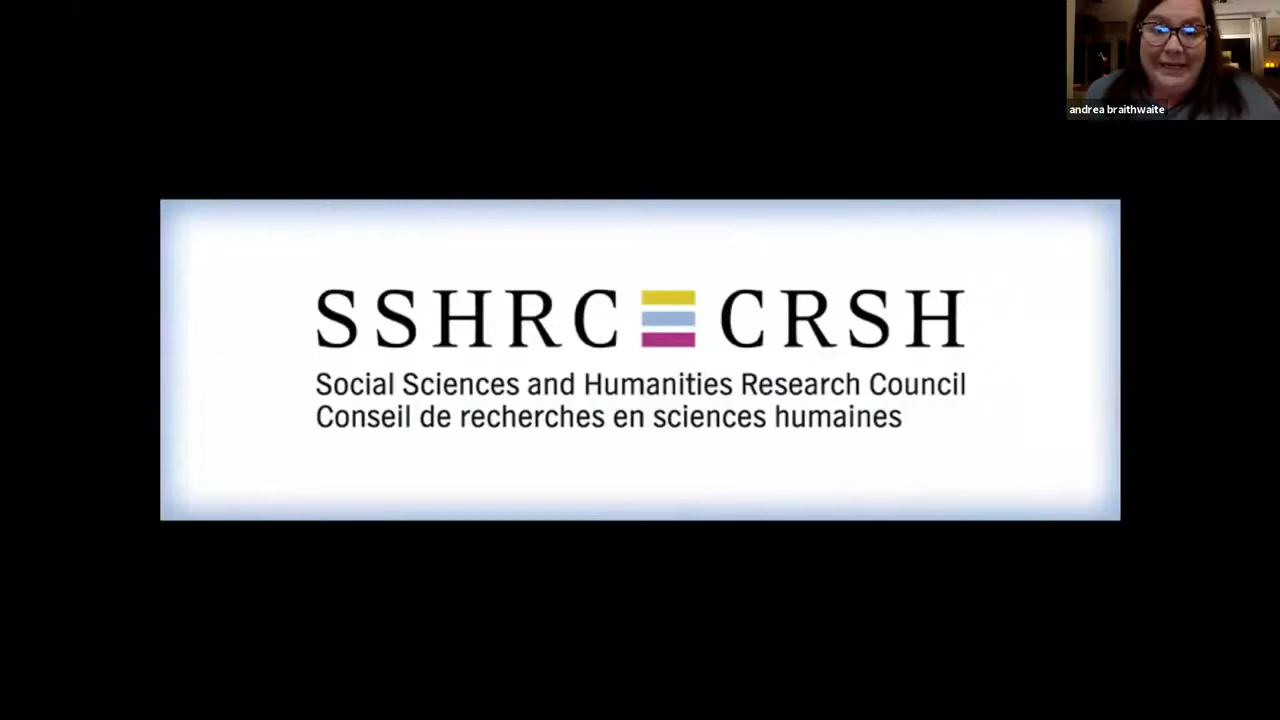 andrea braithwaite
SSHRC CRSH
Social Sciences and Humanities Research Council
Conseil de recherches en sciences humaines